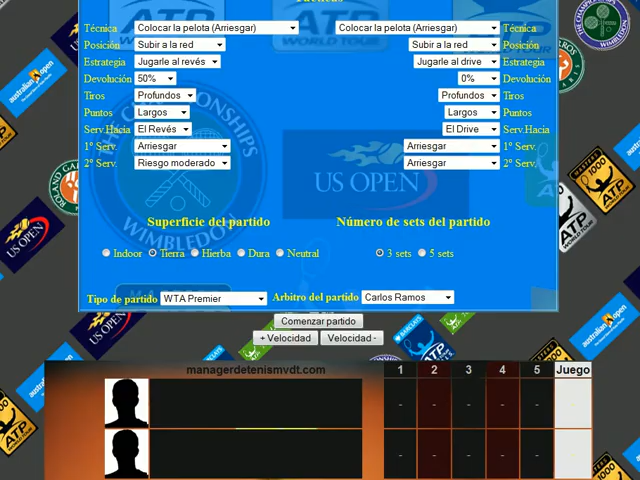 Tácticas
Técnica Colocar la pelota (Arriesgar) Colocar la pelota (Arriesgar) Técnica
Posición Subir a la red Subir a la red Posición
Estrategia Jugarle al revés Jugarle al drive Estrategia
Devolución 50% 0% Devolución
Tiros Profundos Profundos Tiros
Puntos Largos Largos Puntos
Serv.Hacia El Revés El Drive Serv.Hacia
1º Serv. Arriesgar Arriesgar 1º Serv.
2º Serv. Riesgo moderado Arriesgar 2º Serv.
US OPEN
WIMBLEDON
Superficie del partido Número de sets del partido
Indoor Tierra Hierba Dura Neutral 3 sets 5 sets
Tipo de partido WTA Premier Arbitro del partido Carlos Ramos
Comenzar partido
+ Velocidad Velocidad -
managerdetenismvdt.com 1 2 3 4 5 Juego
- - - - -
- - - - -